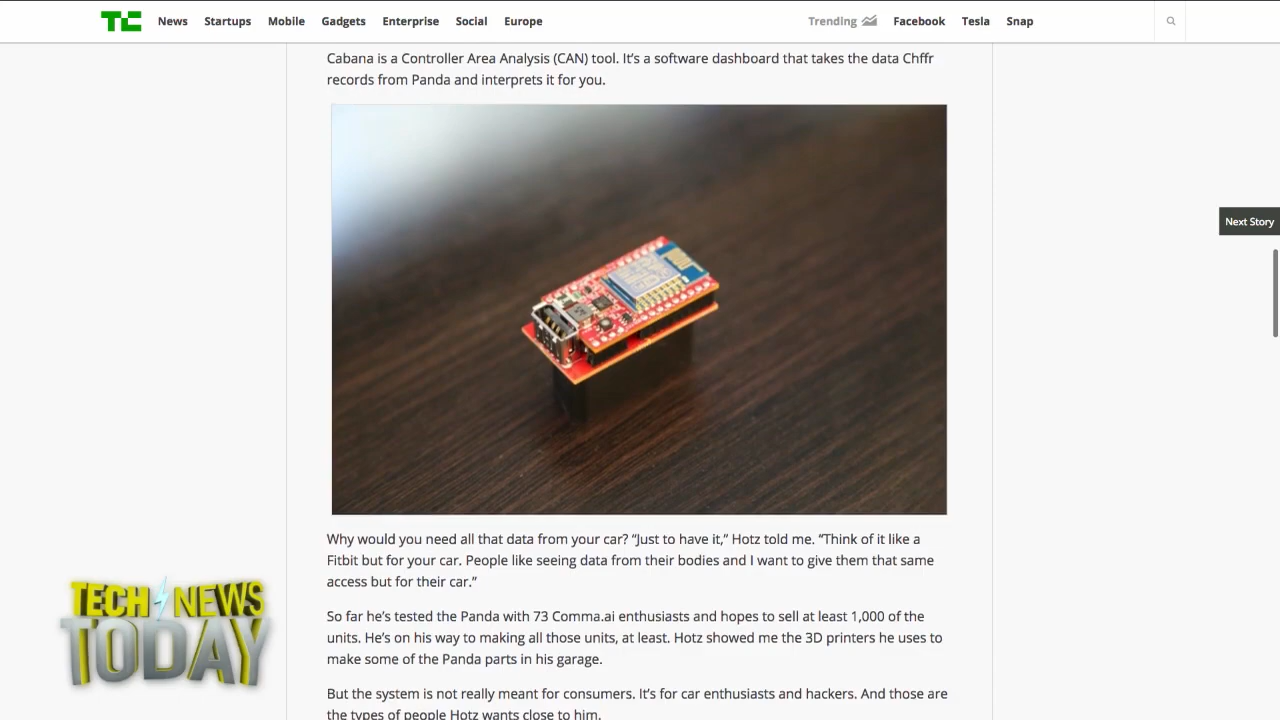 TC News Startups Mobile Gadgets Enterprise Social Europe Trending Facebook Tesla Snap
Cabana is a Controller Area Analysis (CAN) tool. It’s a software dashboard that takes the data Chffr
records from Panda and interprets it for you.
Next Story
Why would you need all that data from your car? “Just to have it,” Hotz told me. “Think of it like a
Fitbit but for your car. People like seeing data from their bodies and I want to give them that same
access but for their car.”
So far he’s tested the Panda with 73 Comma.ai enthusiasts and hopes to sell at least 1,000 of the
units. He’s on his way to making all those units, at least. Hotz showed me the 3D printers he uses to
make some of the Panda parts in his garage.
But the system is not really meant for consumers. It’s for car enthusiasts and hackers. And those are
the types of people Hotz wants close to him.
TECH NEWS
TODAY